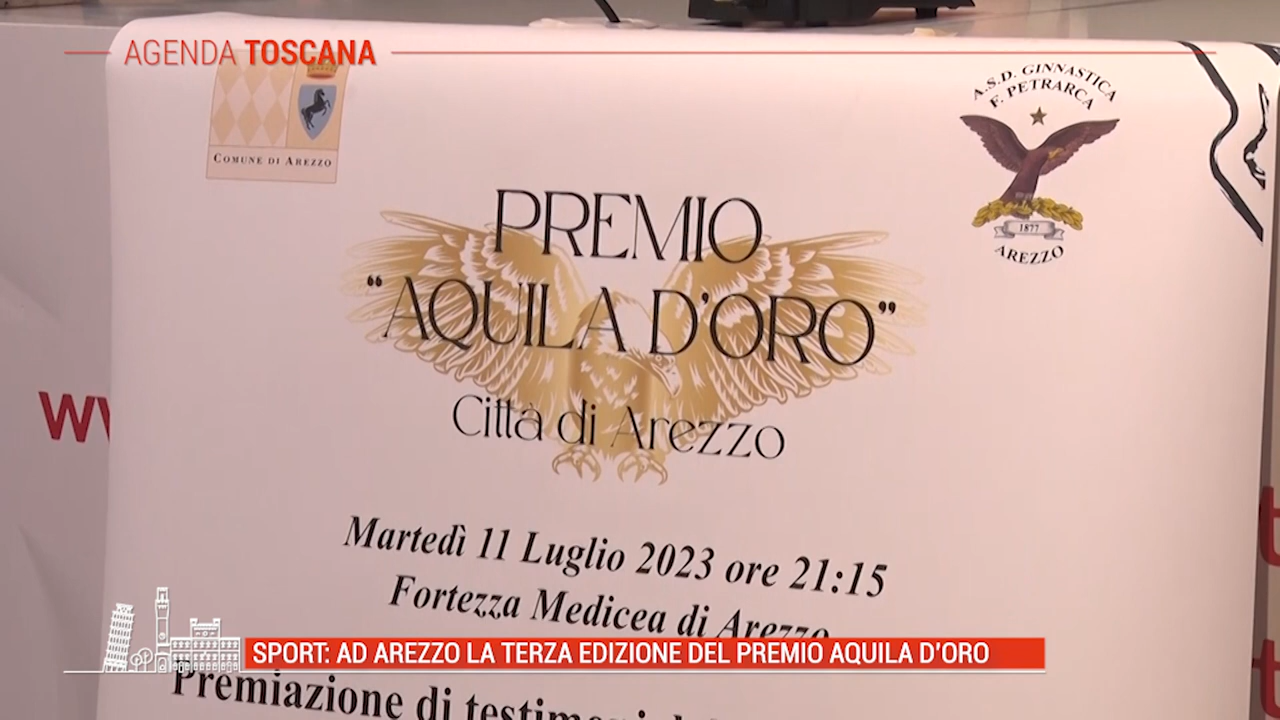 AGENDA TOSCANA
COMUNE DI AREZZO
A.S.D. GINNASTICA
F. PETRARCA
1877
AREZZO
PREMIO
"AQUILA D'ORO"
Città di Arezzo
Martedì 11 Luglio 2023 ore 21:15
Fortezza Medicea di Arezzo
SPORT: AD AREZZO LA TERZA EDIZIONE DEL PREMIO AQUILA D'ORO
Premiazione di